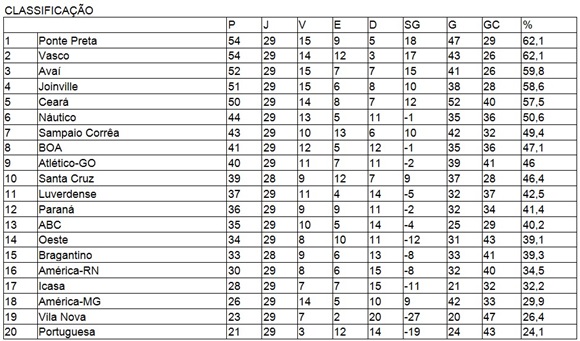 CLASSIFICAÇÃO
P J V E D SG G GC %
1 Ponte Preta 54 29 15 9 5 18 47 29 62,1
2 Vasco 54 29 14 12 3 17 43 26 62,1
3 Avaí 52 29 15 7 7 15 41 26 59,8
4 Joinville 51 29 15 6 8 10 38 28 58,6
5 Ceará 50 29 14 8 7 12 52 40 57,5
6 Náutico 44 29 13 5 11 -1 35 36 50,6
7 Sampaio Corrêa 43 29 10 13 6 10 42 32 49,4
8 BOA 41 29 12 5 12 -1 35 36 47,1
9 Atlético-GO 40 29 11 7 11 -2 39 41 46
10 Santa Cruz 39 28 9 12 7 9 37 28 46,4
11 Luverdense 37 29 11 4 14 -5 32 37 42,5
12 Paraná 36 29 9 9 11 -2 32 34 41,4
13 ABC 35 29 10 5 14 -4 25 29 40,2
14 Oeste 34 29 8 10 11 -12 31 43 39,1
15 Bragantino 33 28 9 6 13 -8 33 41 39,3
16 América-RN 30 29 8 6 15 -8 32 40 34,5
17 Icasa 28 29 7 7 15 -11 21 32 32,2
18 América-MG 26 29 14 5 10 9 42 33 29,9
19 Vila Nova 23 29 7 2 20 -27 20 47 26,4
20 Portuguesa 21 29 3 12 14 -19 24 43 24,1